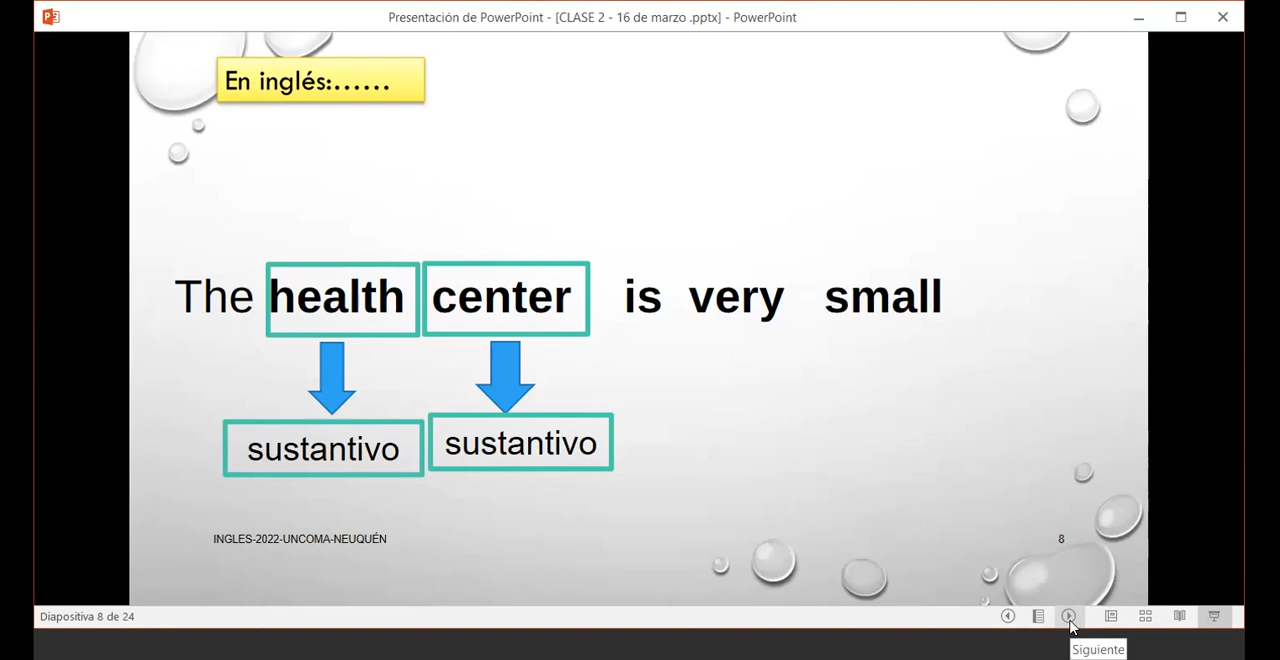 Presentación de PowerPoint - [CLASE 2 - 16 de marzo .pptx] - PowerPoint
En inglés:......
The health center is very small
sustantivo sustantivo
INGLES-2022-UNCOMA-NEUQUÉN 8
Diapositiva 8 de 24
Siguiente